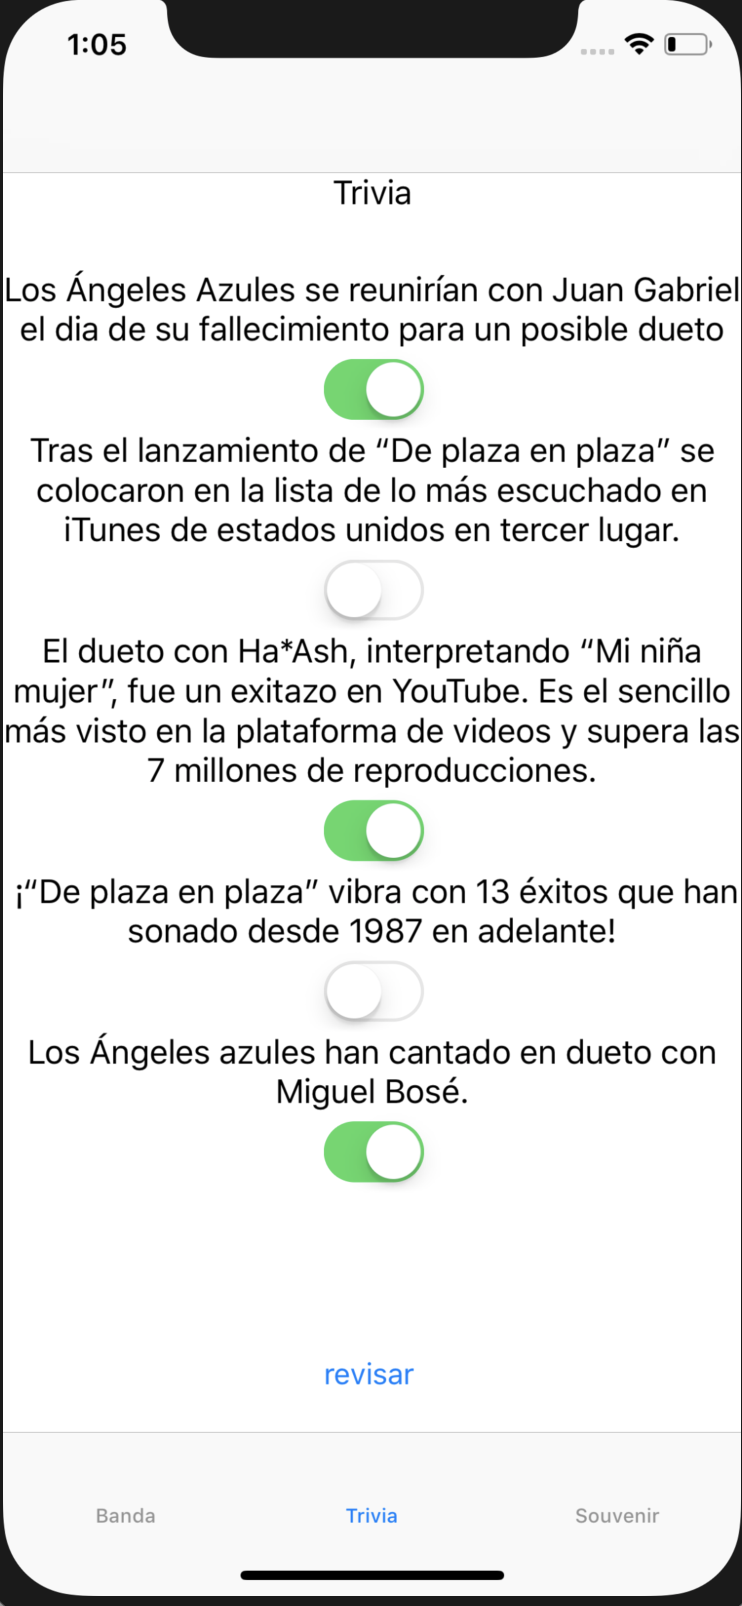 1:05
Trivia
Los Ángeles Azules se reunirían con Juan Gabriel
el dia de su fallecimiento para un posible dueto
Tras el lanzamiento de “De plaza en plaza” se
colocaron en la lista de lo más escuchado en
iTunes de estados unidos en tercer lugar.
El dueto con Ha*Ash, interpretando “Mi niña
mujer”, fue un exitazo en YouTube. Es el sencillo
más visto en la plataforma de videos y supera las
7 millones de reproducciones.
¡“De plaza en plaza” vibra con 13 éxitos que han
sonado desde 1987 en adelante!
Los Ángeles azules han cantado en dueto con
Miguel Bosé.
revisar
Banda
Trivia
Souvenir